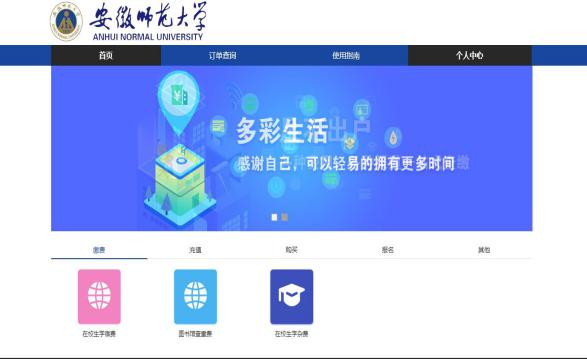 安徽师范大学
ANHUI NORMAL UNIVERSITY
首页
订单查询
使用指南
个人中心
多彩生活
感谢自己，可以轻易的拥有更多时间
缴费
充值
购买
报名
其他
在校生学宿费
图书馆查重费
在校生学杂费